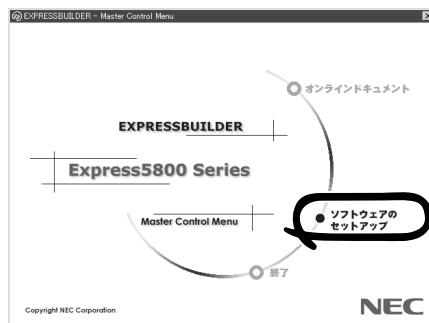 EXPRESSBUILDER - Master Control Menu
オンラインドキュメント
EXPRESSBUILDER
Express5800 Series
Master Control Menu
ソフトウェアの
セットアップ
終了
Copyright NEC Corporation
NEC